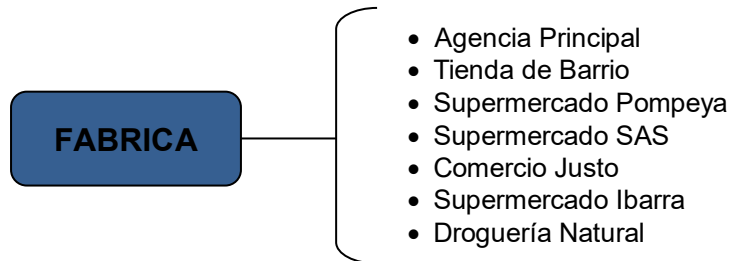 FABRICA
• Agencia Principal
• Tienda de Barrio
• Supermercado Pompeya
• Supermercado SAS
• Comercio Justo
• Supermercado Ibarra
• Droguería Natural